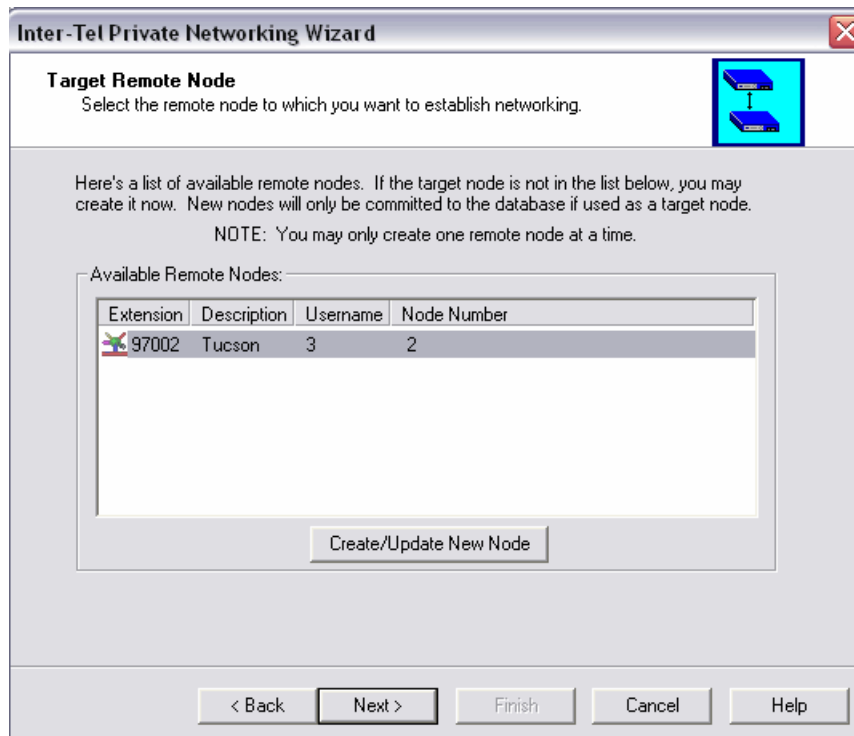 Inter-Tel Private Networking Wizard
Target Remote Node
Select the remote node to which you want to establish networking.
Here's a list of available remote nodes. If the target node is not in the list below, you may
create it now. New nodes will only be committed to the database if used as a target node.
NOTE: You may only create one remote node at a time.
Available Remote Nodes:
Extension Description Username Node Number
97002 Tucson 3 2
Create/Update New Node
< Back Next > Finish Cancel Help